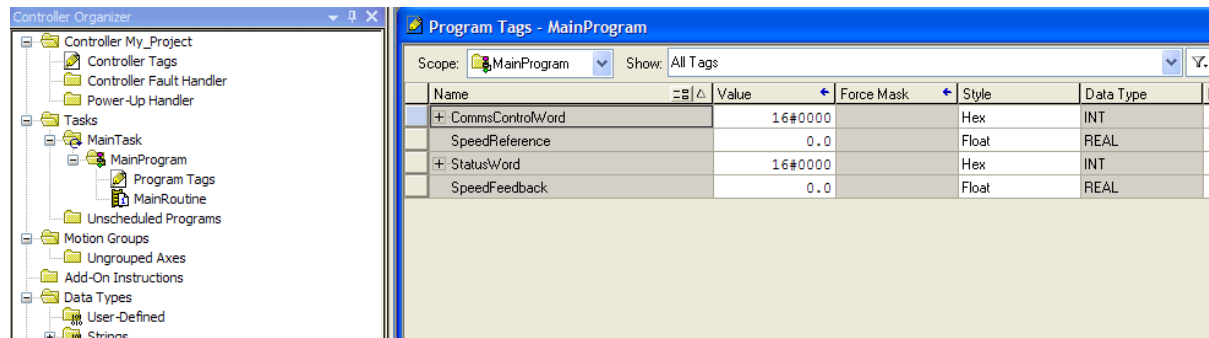 Controller Organizer
Controller My_Project
Controller Tags
Controller Fault Handler
Power-Up Handler
Tasks
MainTask
MainProgram
Program Tags
MainRoutine
Unscheduled Programs
Motion Groups
Ungrouped Axes
Add-On Instructions
Data Types
User-Defined
Strings
Program Tags - MainProgram
Scope: MainProgram Show: All Tags
Name Value Force Mask Style Data Type
CommsControlWord 16#0000 Hex INT
SpeedReference 0.0 Float REAL
StatusWord 16#0000 Hex INT
SpeedFeedback 0.0 Float REAL